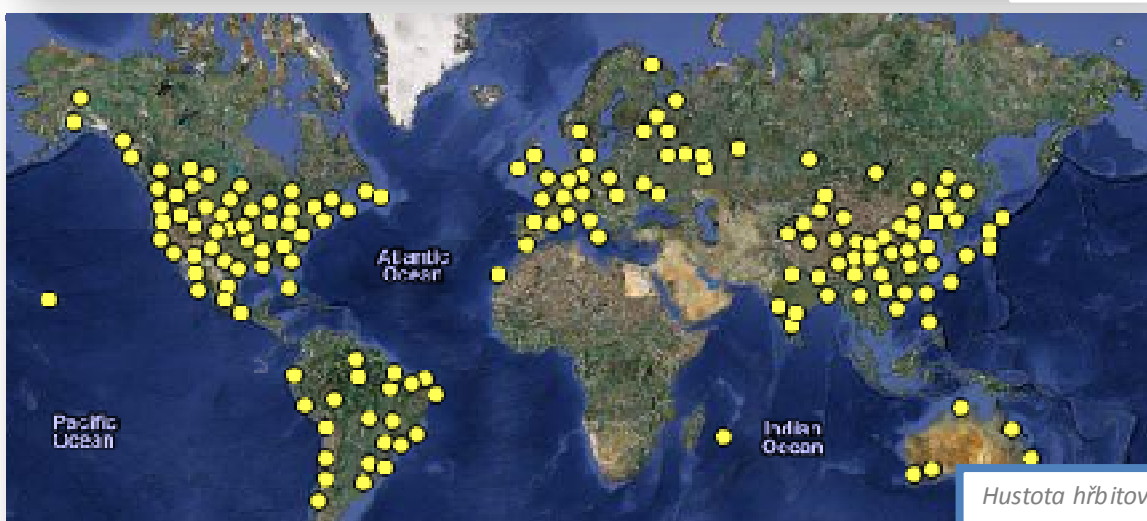 Atlantic
Ocean
Pacific
Ocean
Indian
Ocean
Hustota hřbitov